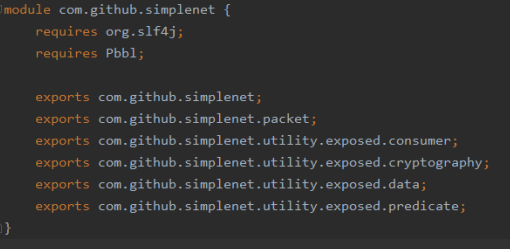 module com.github.simplenet {
    requires org.slf4j;
    requires Pbbl;

    exports com.github.simplenet;
    exports com.github.simplenet.packet;
    exports com.github.simplenet.utility.exposed.consumer;
    exports com.github.simplenet.utility.exposed.cryptography;
    exports com.github.simplenet.utility.exposed.data;
    exports com.github.simplenet.utility.exposed.predicate;
}